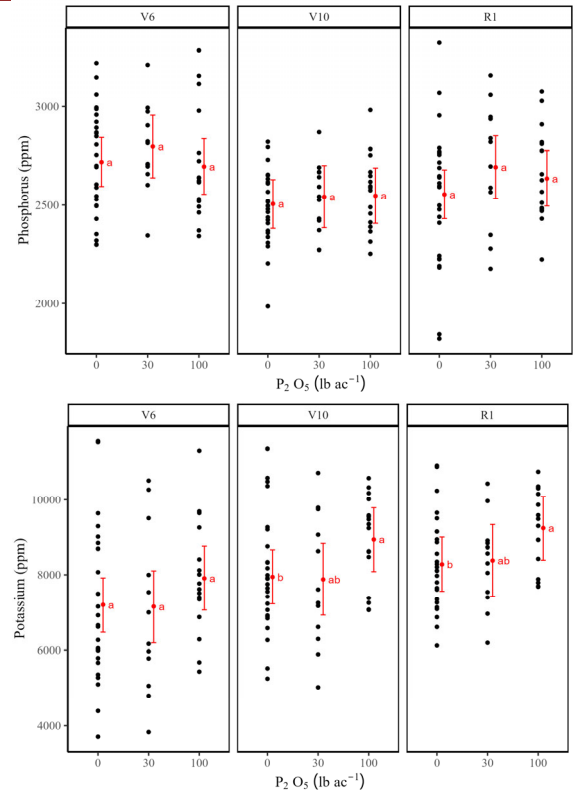 V6 V10 R1
Phosphorus (ppm)
3000
2500
2000
a a a a a a a a a
0 30 100 0 30 100 0 30 100
P₂ O₅ (lb ac⁻¹)
V6 V10 R1
Potassium (ppm)
10000
8000
6000
4000
a a a b ab a b ab a
0 30 100 0 30 100 0 30 100
P₂ O₅ (lb ac⁻¹)